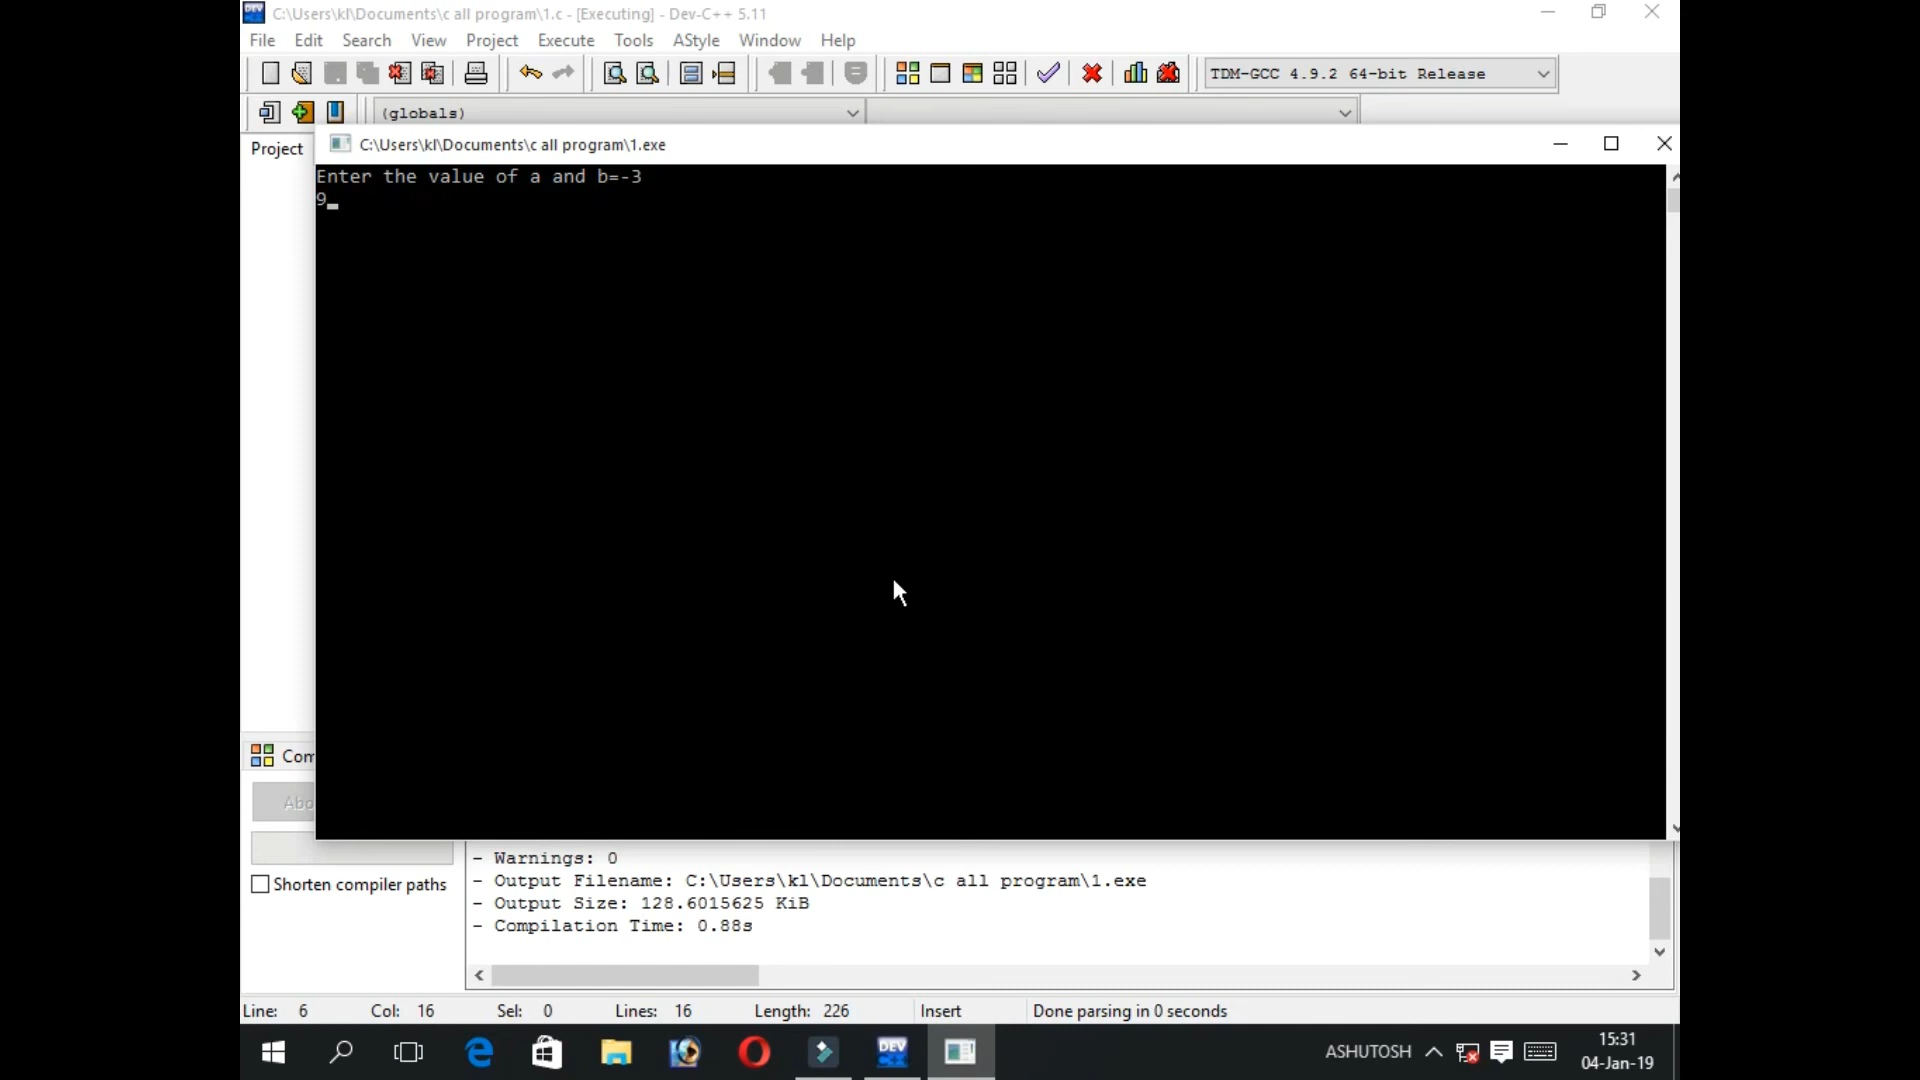 C:\Users\kl\Documents\c all program\1.c - [Executing] - Dev-C++ 5.11
File Edit Search View Project Execute Tools AStyle Window Help
TDM-GCC 4.9.2 64-bit Release
(globals)
Project
C:\Users\kl\Documents\c all program\1.exe
Enter the value of a and b=-3
9
Com
Abo
- Warnings: 0
Shorten compiler paths
- Output Filename: C:\Users\kl\Documents\c all program\1.exe
- Output Size: 128.6015625 KiB
- Compilation Time: 0.88s
Line: 6 Col: 16 Sel: 0 Lines: 16 Length: 226 Insert Done parsing in 0 seconds
DEV
ASHUTOSH
15:31
04-Jan-19